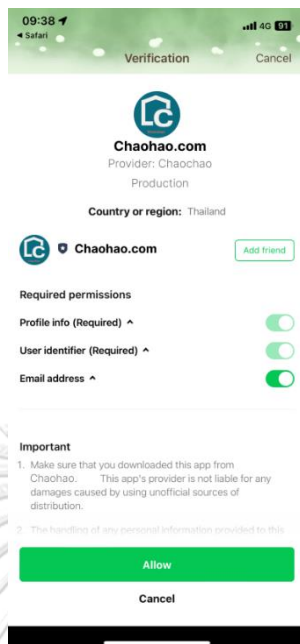 09:38
4G 91
◄ Safari
Verification
Cancel
LC
Chaohao.com
Provider: Chaochao
Production
Country or region: Thailand
LC
Chaohao.com
Add friend
Required permissions
Profile info (Required)
User identifier (Required)
Email address
Important
1. Make sure that you downloaded this app from
Chaohao. This app's provider is not liable for any
damages caused by using unofficial sources of
distribution.
2. The handling of any personal information provided to this
Allow
Cancel